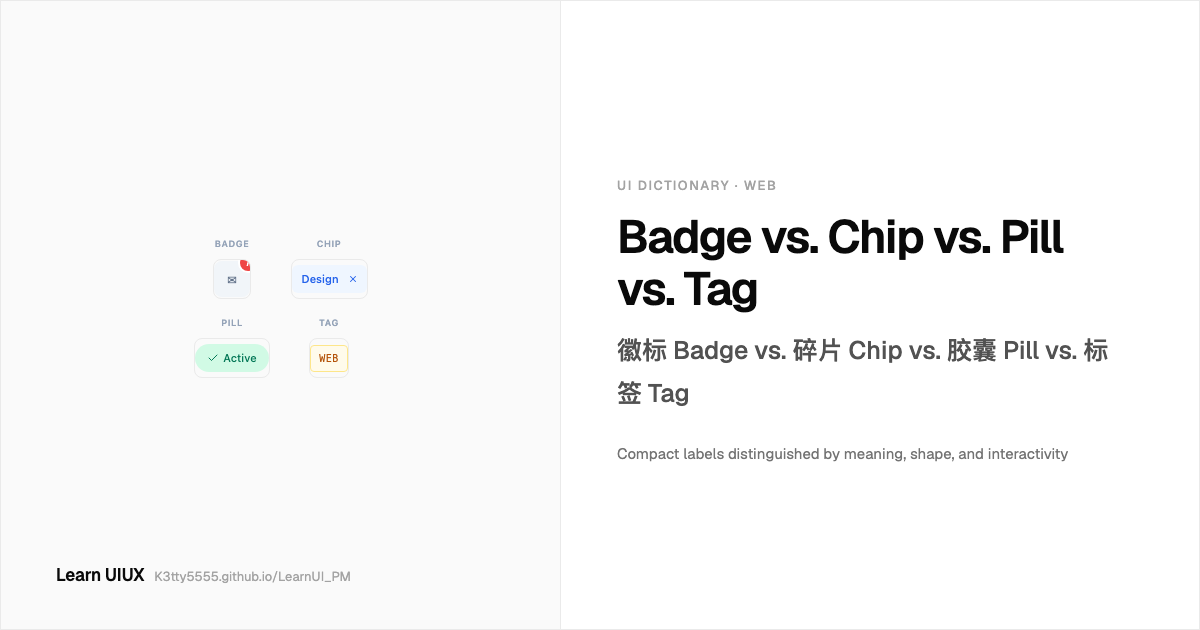 BADGE
CHIP
Design ×
PILL
TAG
✓ Active
WEB
Learn UIUX K3tty5555.github.io/LearnUI_PM
UI DICTIONARY · WEB
Badge vs. Chip vs. Pill
vs. Tag
徽标 Badge vs. 碎片 Chip vs. 胶囊 Pill vs. 标
签 Tag
Compact labels distinguished by meaning, shape, and interactivity